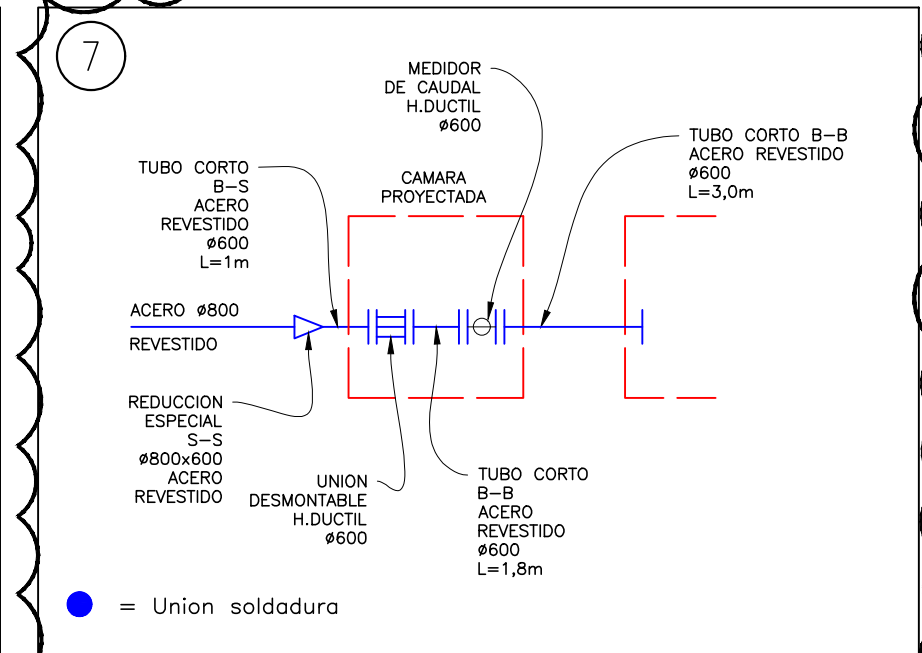 7
MEDIDOR
DE CAUDAL
H.DUCTIL
ø600
TUBO CORTO B-B
ACERO REVESTIDO
ø600
L=3,0m
TUBO CORTO
B-S
ACERO
REVESTIDO
ø600
L=1m
CAMARA
PROYECTADA
ACERO ø800
REVESTIDO
REDUCCION
ESPECIAL
S-S
ø800x600
ACERO
REVESTIDO
UNION
DESMONTABLE
H.DUCTIL
ø600
TUBO CORTO
B-B
ACERO
REVESTIDO
ø600
L=1,8m
= Union soldadura